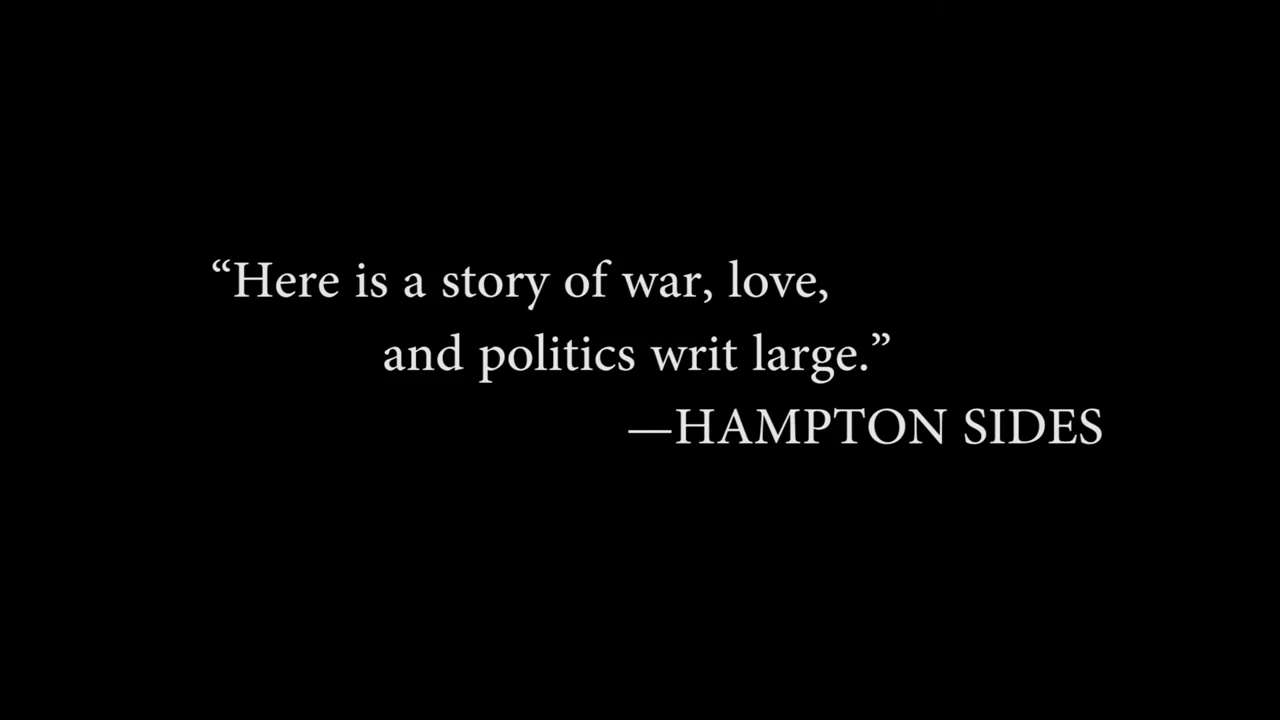 “Here is a story of war, love,
and politics writ large.”
—HAMPTON SIDES